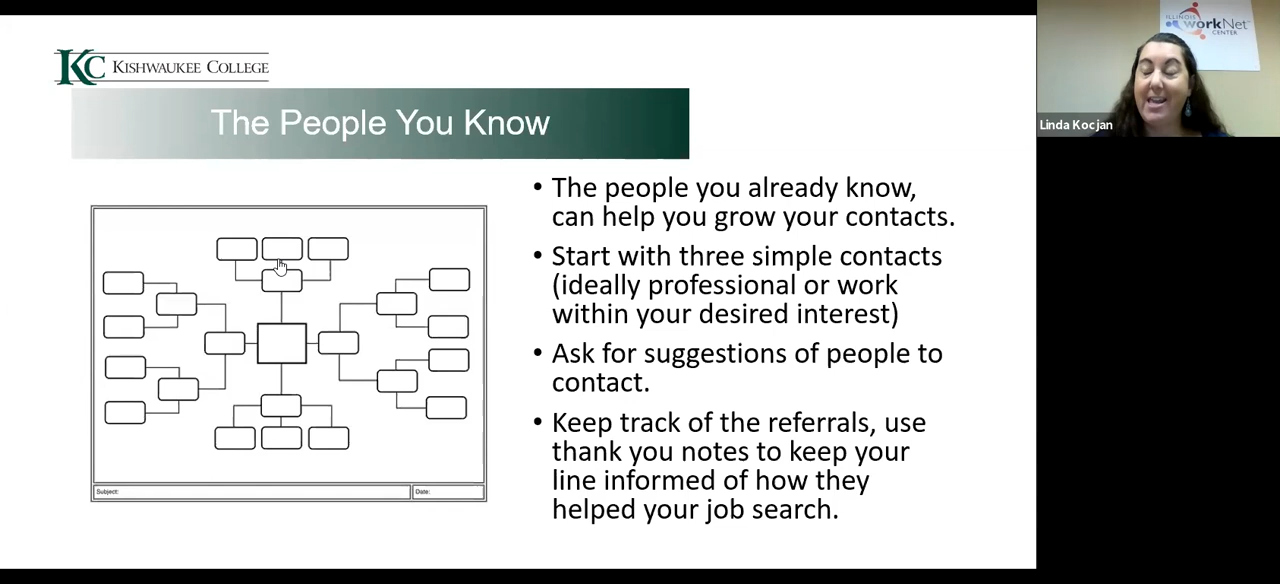 KC KISHWAUKEE COLLEGE
The People You Know
• The people you already know,
can help you grow your contacts.
• Start with three simple contacts
(ideally professional or work
within your desired interest)
• Ask for suggestions of people to
contact.
• Keep track of the referrals, use
thank you notes to keep your
line informed of how they
helped your job search.
Subject:
Date:
ILLINOIS
workNet
CENTER
Linda Kocjan